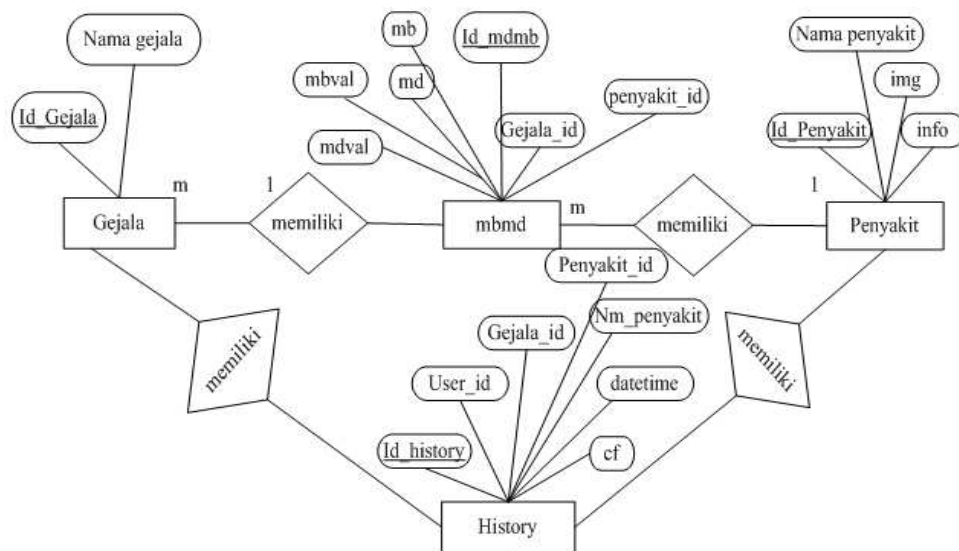 Nama gejala
Id_Gejala
mb
Id_mdmb
mbval
md
penyakit_id
Gejala_id
mdval
Nama penyakit
img
Id_Penyakit
info
m
1
m
1
Gejala
memiliki
mbmd
memiliki
Penyakit
Penyakit_id
Gejala_id
Nm_penyakit
memiliki
memiliki
User_id
datetime
Id_history
cf
History